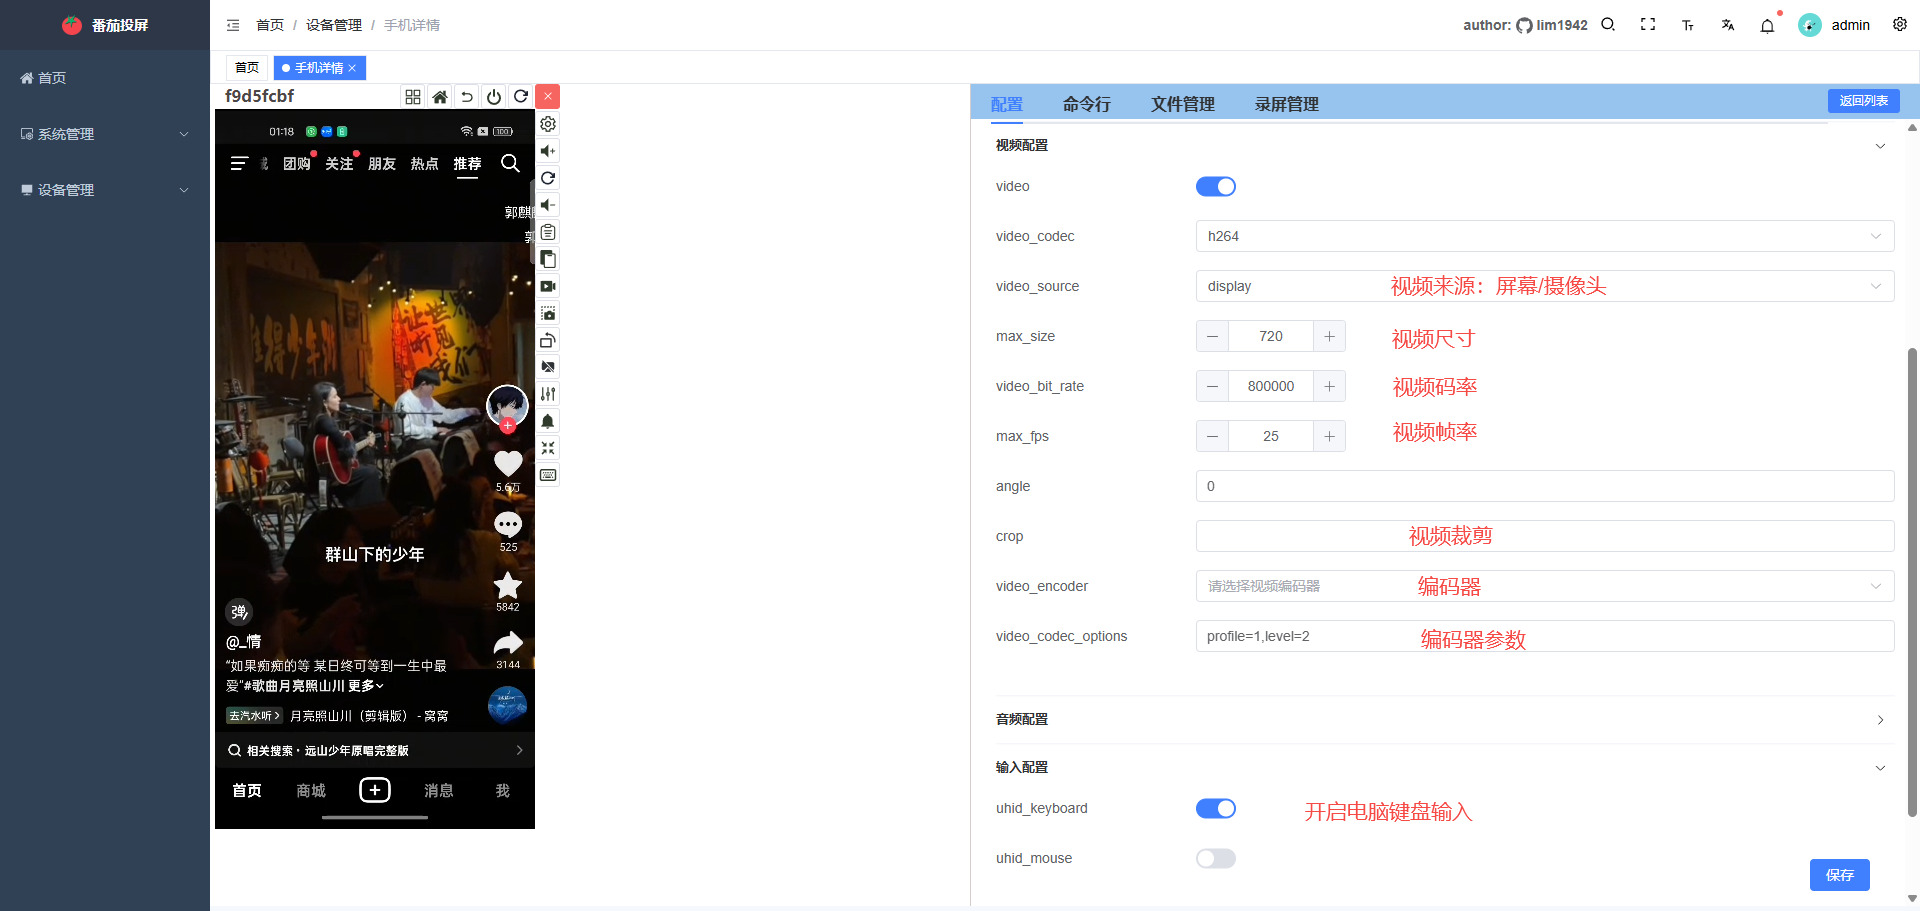 番茄投屏
首页 / 设备管理 / 手机详情
author: lim1942
admin
首页
系统管理
设备管理
首页
手机详情
f9d5fcbf
01:18
100
团购 关注 朋友 热点 推荐
郭麒
让世
听见
我们
群山下的少年
5.6万
525
5842
3144
弹
@_情
“如果痴痴的等 某日终可等到一生中最
爱”#歌曲月亮照山川 更多
去汽水听 月亮照山川（剪辑版） - 窝窝
相关搜索 · 远山少年原唱完整版
首页 商城 消息 我
配置 命令行 文件管理 录屏管理 返回列表
视频配置
video
video_codec h264
video_source display 视频来源：屏幕/摄像头
max_size 720 视频尺寸
video_bit_rate 800000 视频码率
max_fps 25 视频帧率
angle 0
crop 视频裁剪
video_encoder 请选择视频编码器 编码器
video_codec_options profile=1,level=2 编码器参数
音频配置
输入配置
uhid_keyboard 开启电脑键盘输入
uhid_mouse
保存